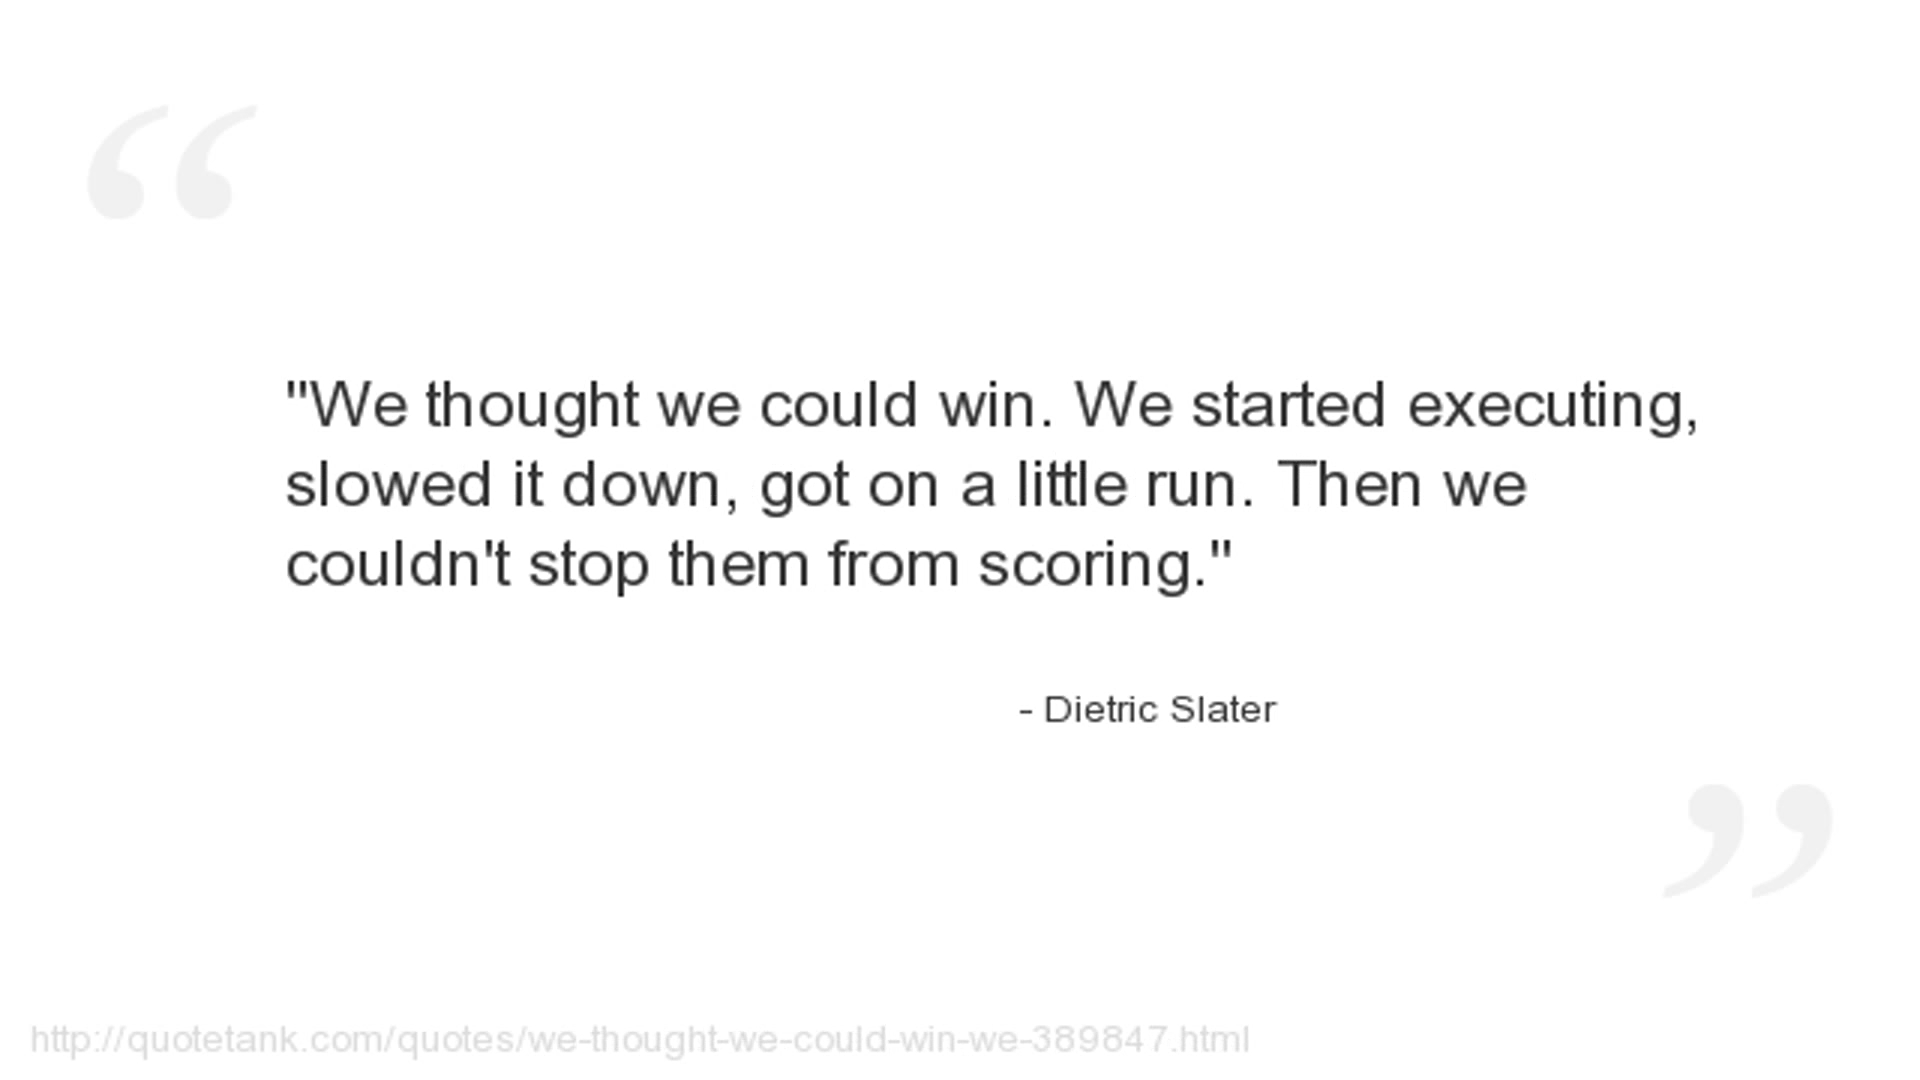 "We thought we could win. We started executing,
slowed it down, got on a little run. Then we
couldn't stop them from scoring."
- Dietric Slater
http://quotetank.com/quotes/we-thought-we-could-win-we-389847.html